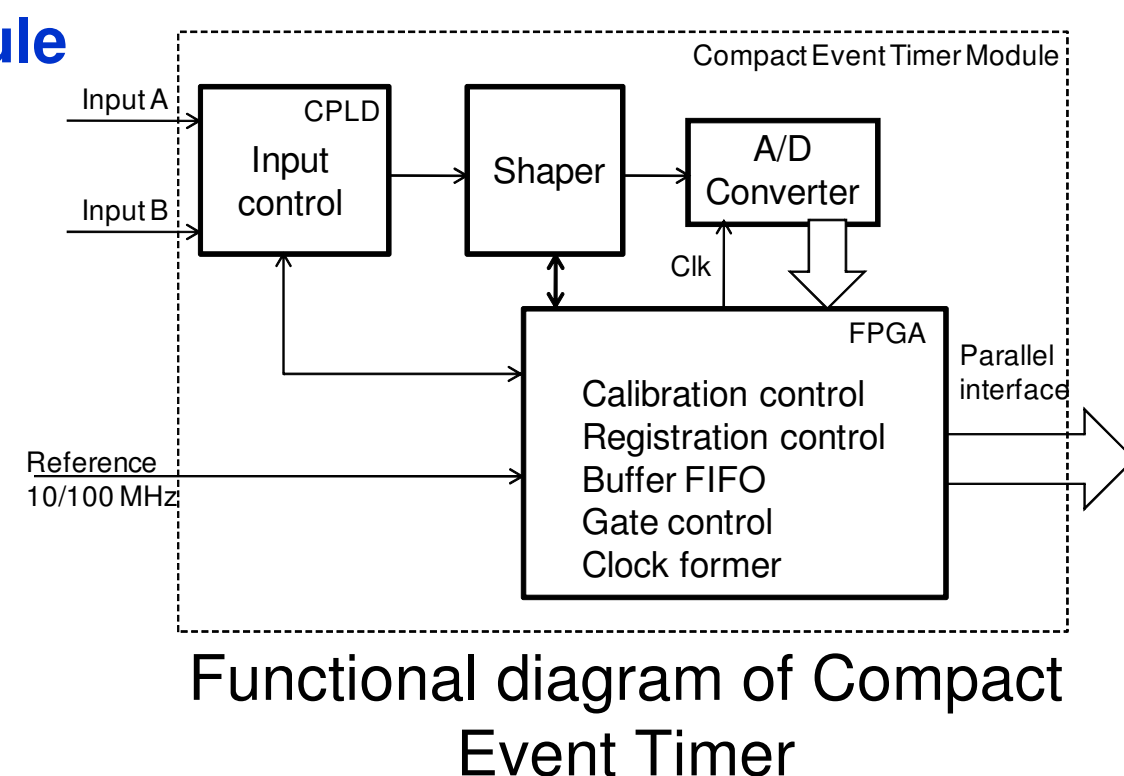 ule
Compact Event Timer Module
Input A
CPLD
Input
control
Input B
Shaper
A/D
Converter
Clk
FPGA
Calibration control
Registration control
Buffer FIFO
Gate control
Clock former
Parallel
interface
Reference
10/100 MHz
Functional diagram of Compact
Event Timer